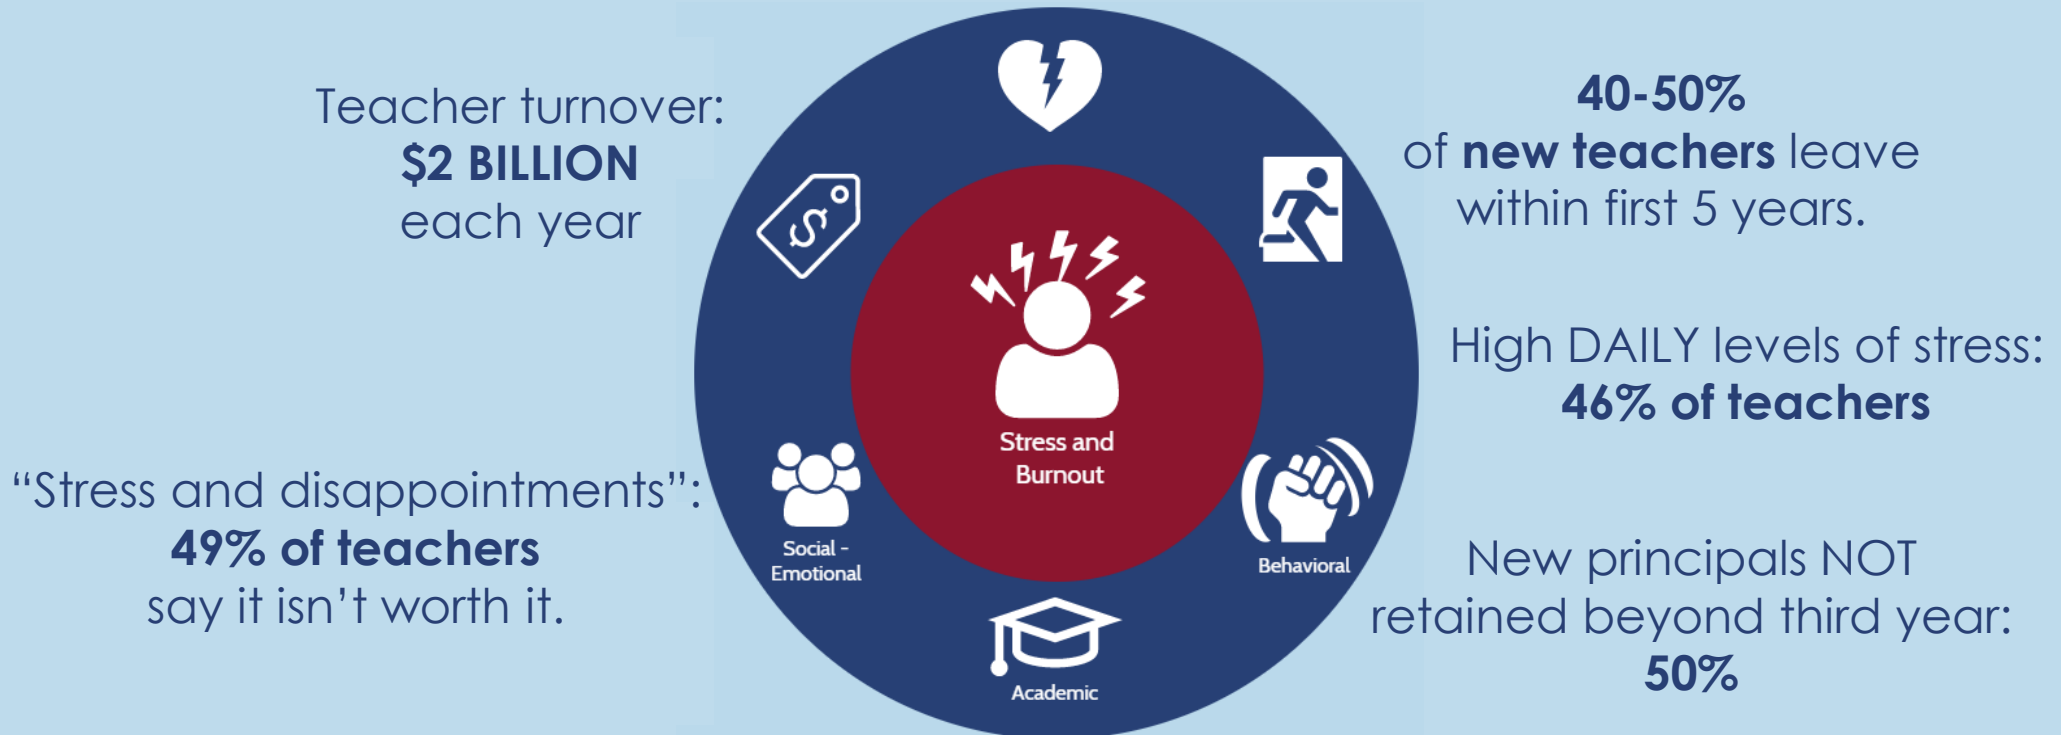 Teacher turnover:
$2 BILLION
each year
“Stress and disappointments”:
49% of teachers
say it isn’t worth it.
$
Stress and
Burnout
Social -
Emotional
Behavioral
Academic
40-50%
of new teachers leave
within first 5 years.
High DAILY levels of stress:
46% of teachers
New principals NOT
retained beyond third year:
50%